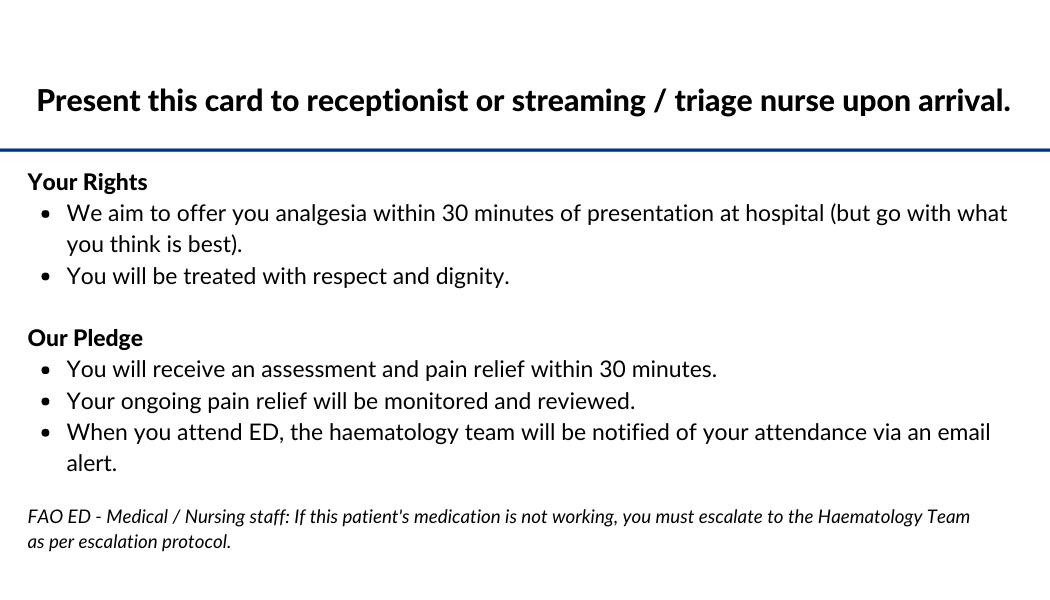 Present this card to receptionist or streaming / triage nurse upon arrival.
Your Rights
• We aim to offer you analgesia within 30 minutes of presentation at hospital (but go with what
you think is best).
• You will be treated with respect and dignity.
Our Pledge
• You will receive an assessment and pain relief within 30 minutes.
• Your ongoing pain relief will be monitored and reviewed.
• When you attend ED, the haematology team will be notified of your attendance via an email
alert.
FAO ED - Medical / Nursing staff: If this patient's medication is not working, you must escalate to the Haematology Team
as per escalation protocol.